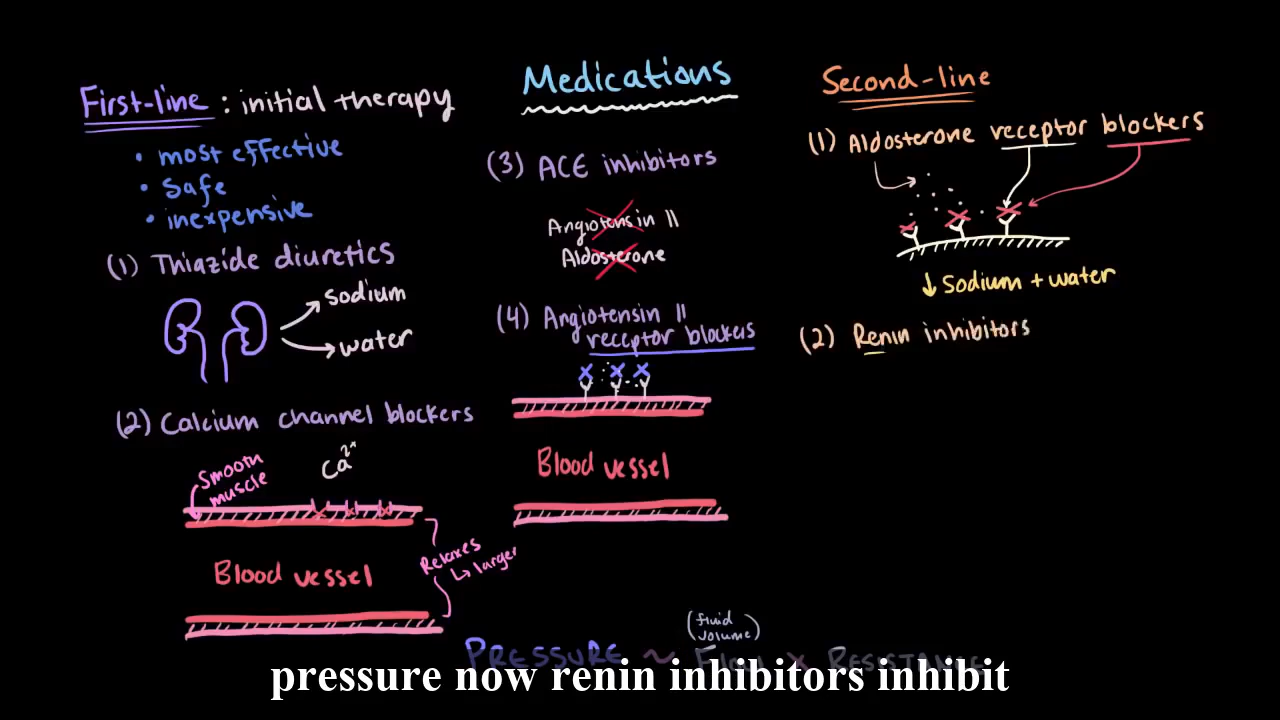 First-line : initial therapy
• most effective
• Safe
• inexpensive
(1) Thiazide diuretics
sodium
water
(2) Calcium channel blockers
Smooth
muscle
Ca2+
Blood vessel
Relaxes
↳ larger
Medications
(3) ACE inhibitors
Angiotensin II
Aldosterone
(4) Angiotensin II
receptor blockers
Blood vessel
Second-line
(1) Aldosterone receptor blockers
↓ Sodium + water
(2) Renin inhibitors
(fluid
volume)
PRESSURE ~ Flow x RESISTANCE
pressure now renin inhibitors inhibit